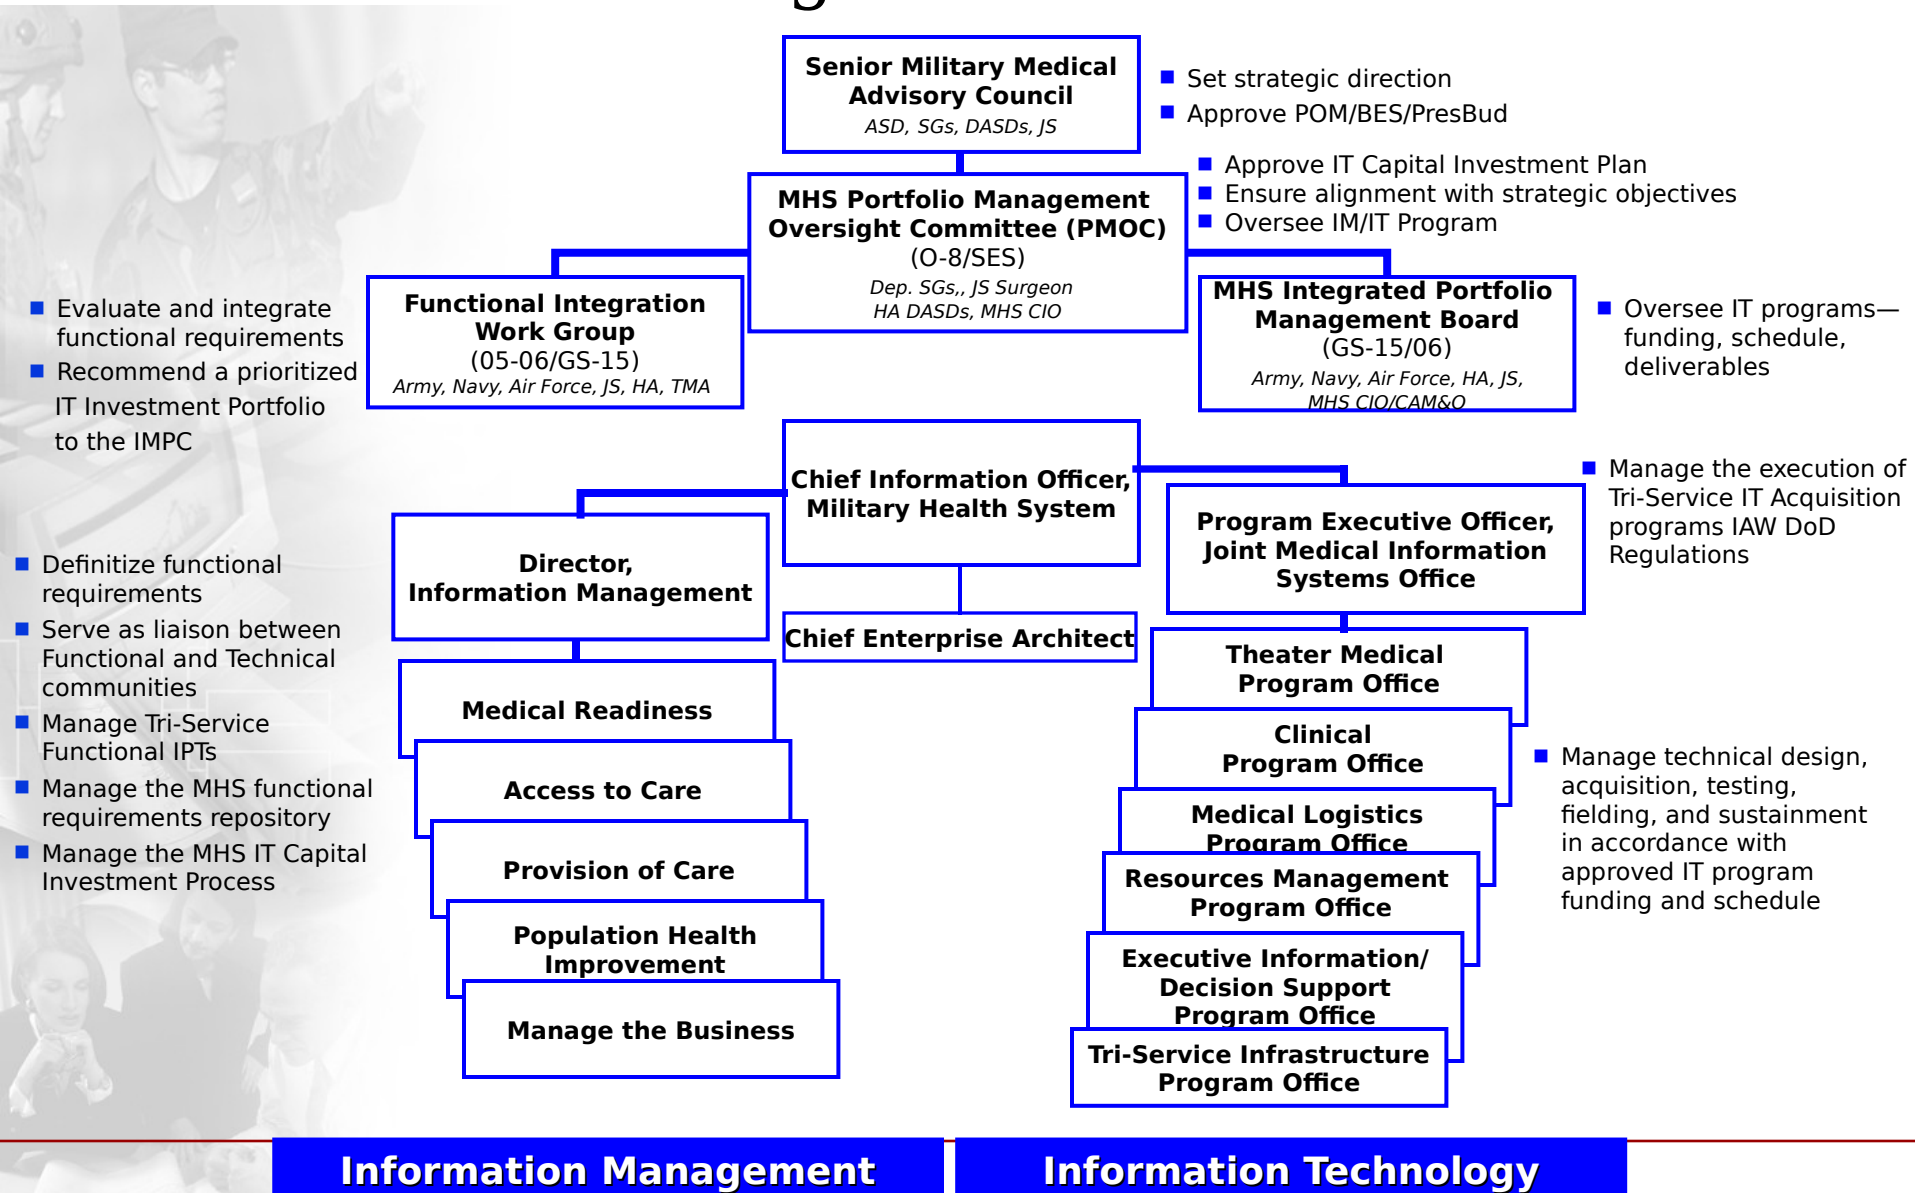 Senior Military Medical
Advisory Council
ASD, SGs, DASDs, JS
■ Set strategic direction
■ Approve POM/BES/PresBud
MHS Portfolio Management
Oversight Committee (PMOC)
(O-8/SES)
Dep. SGs,, JS Surgeon
HA DASDs, MHS CIO
■ Approve IT Capital Investment Plan
■ Ensure alignment with strategic objectives
■ Oversee IM/IT Program
■ Evaluate and integrate
functional requirements
■ Recommend a prioritized
IT Investment Portfolio
to the IMPC
Functional Integration
Work Group
(05-06/GS-15)
Army, Navy, Air Force, JS, HA, TMA
MHS Integrated Portfolio
Management Board
(GS-15/06)
Army, Navy, Air Force, HA, JS,
MHS CIO/CAM&O
■ Oversee IT programs—
funding, schedule,
deliverables
Chief Information Officer,
Military Health System
Director,
Information Management
Chief Enterprise Architect
Program Executive Officer,
Joint Medical Information
Systems Office
■ Manage the execution of
Tri-Service IT Acquisition
programs IAW DoD
Regulations
■ Definitize functional
requirements
■ Serve as liaison between
Functional and Technical
communities
■ Manage Tri-Service
Functional IPTs
■ Manage the MHS functional
requirements repository
■ Manage the MHS IT Capital
Investment Process
Medical Readiness
Access to Care
Provision of Care
Population Health
Improvement
Manage the Business
Theater Medical
Program Office
Clinical
Program Office
Medical Logistics
Program Office
Resources Management
Program Office
Executive Information/
Decision Support
Program Office
Tri-Service Infrastructure
Program Office
■ Manage technical design,
acquisition, testing,
fielding, and sustainment
in accordance with
approved IT program
funding and schedule
Information Management
Information Technology